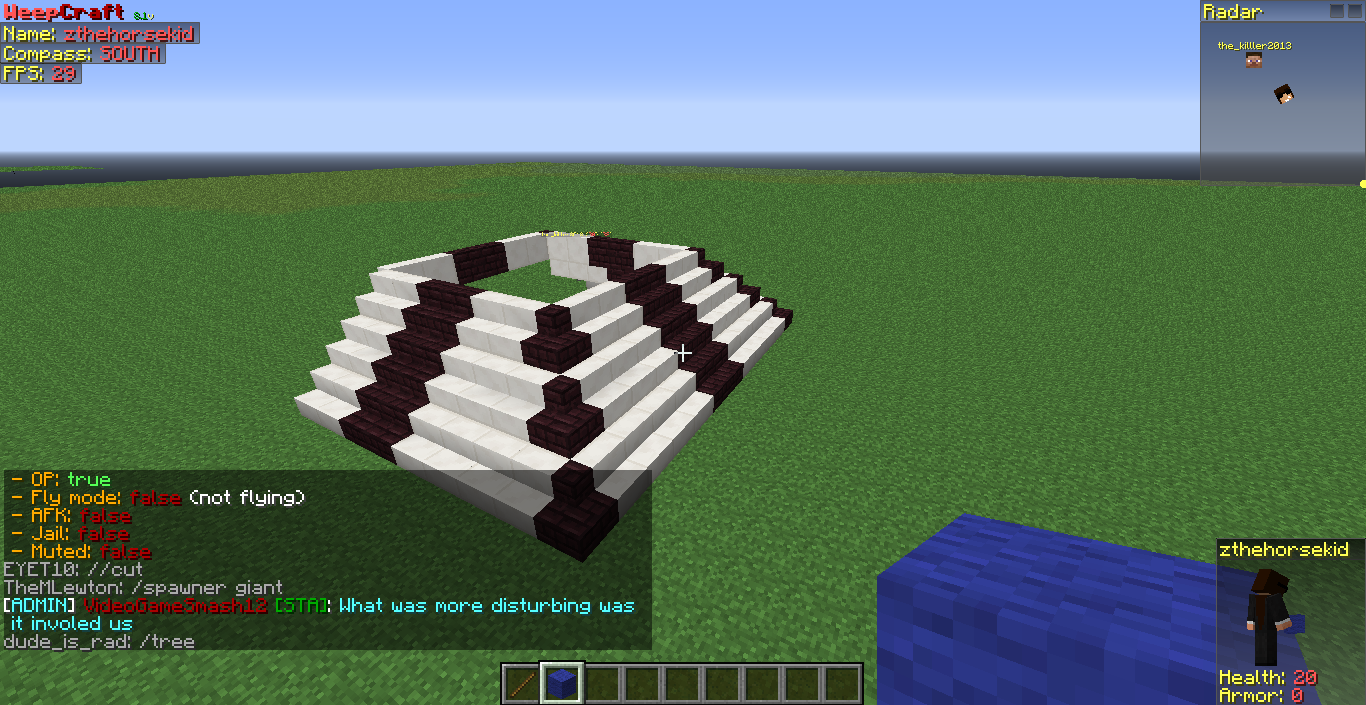 WeepCraft 8.1v
Name: zthehorsekid
Compass: SOUTH
FPS: 29
Radar
the_killer2013
- OP: true
- Fly mode: false (not flying)
- AFK: false
- Jail: false
- Muted: false
EYET10: //cut
TheMLewton: /spawner giant
[ADMIN] VideoGameSmash12 [STA]: What was more disturbing was
it involed us
dude_is_rad: /tree
zthehorsekid
Health: 20
Armor: 0